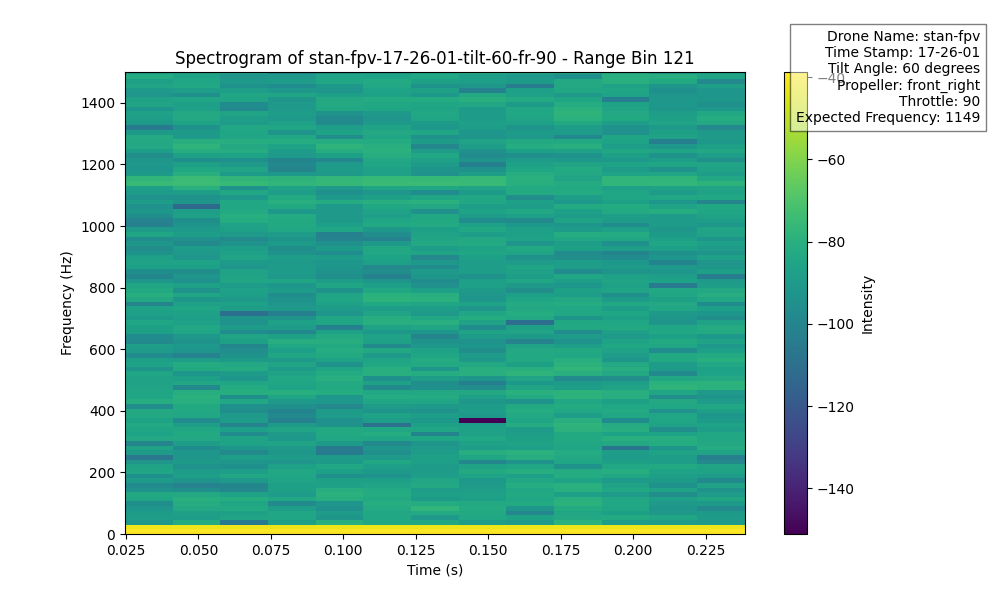 Drone Name: stan-fpv
Time Stamp: 17-26-01
Tilt Angle: 60 degrees
Propeller: front_right
Throttle: 90
Expected Frequency: 1149
Spectrogram of stan-fpv-17-26-01-tilt-60-fr-90 - Range Bin 121
1400
1200
1000
800
600
400
200
0
Frequency (Hz)
0.025
0.050
0.075
0.100
0.125
0.150
0.175
0.200
0.225
Time (s)
−40
−60
−80
−100
−120
−140
Intensity